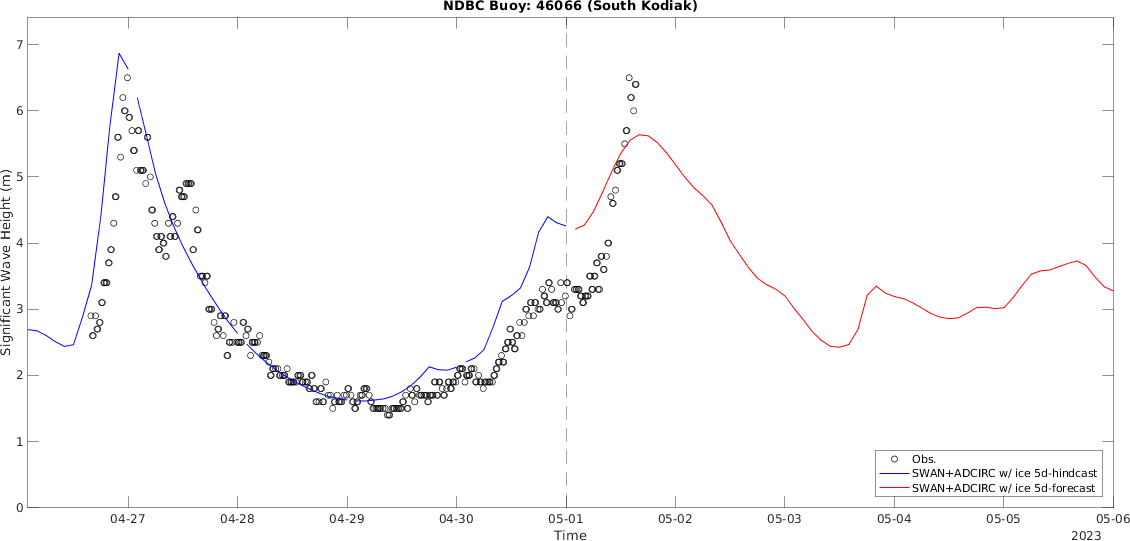 NDBC Buoy: 46066 (South Kodiak)
Significant Wave Height (m)
7
6
5
4
3
2
1
0
Obs.
SWAN+ADCIRC w/ ice 5d-hindcast
SWAN+ADCIRC w/ ice 5d-forecast
04-27 04-28 04-29 04-30 05-01 05-02 05-03 05-04 05-05 05-06
Time
2023